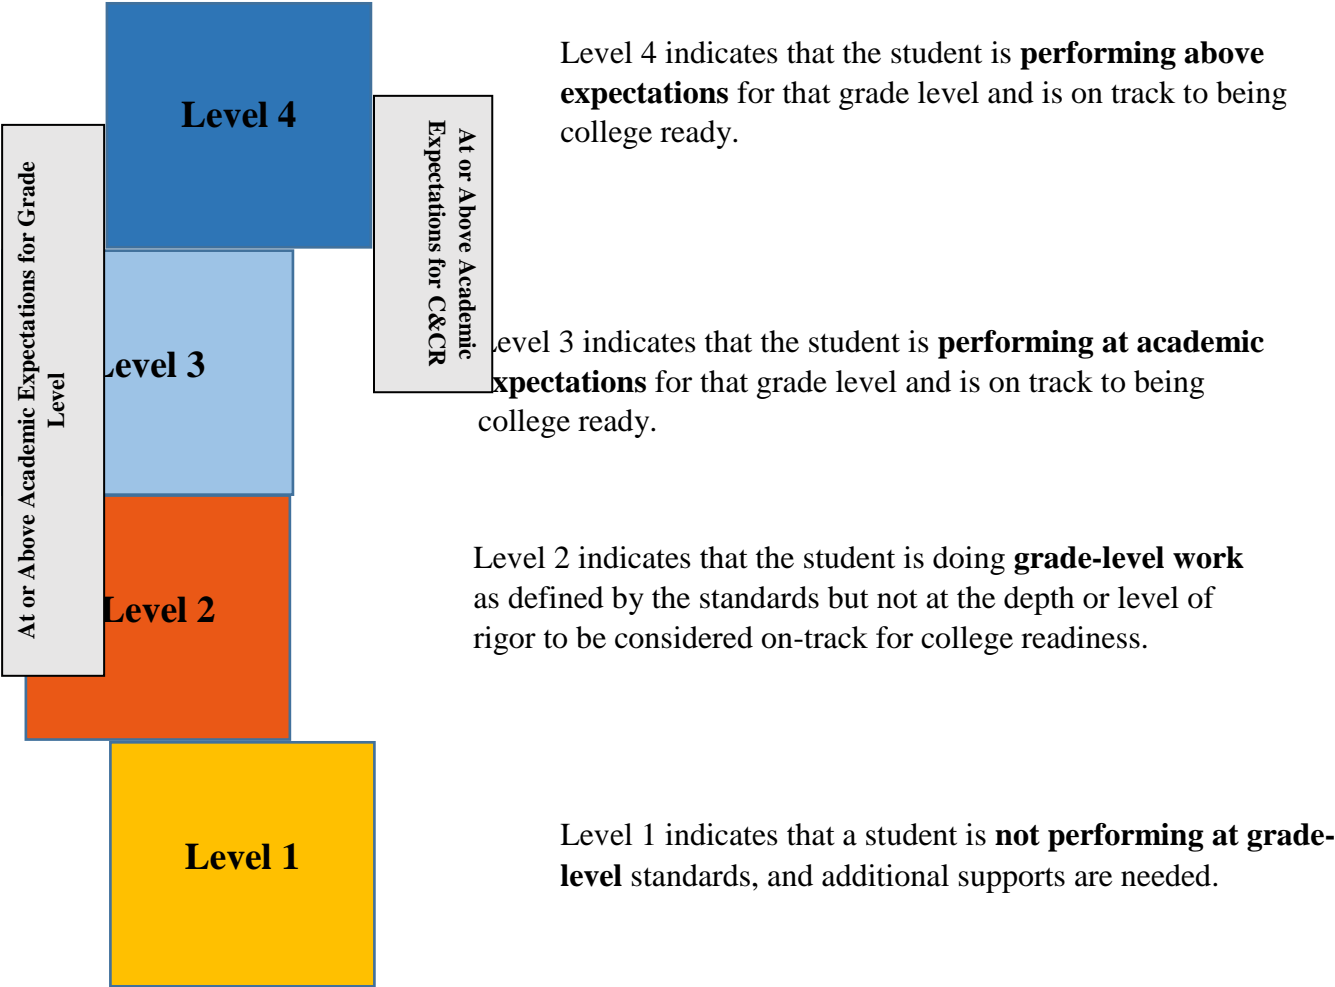 Level 4
Level 4 indicates that the student is performing above
expectations for that grade level and is on track to being
college ready.
At or Above Academic Expectations for Grade
Level
At or Above Academic
Expectations for C&CR
Level 3
Level 3 indicates that the student is performing at academic
expectations for that grade level and is on track to being
college ready.
Level 2
Level 2 indicates that the student is doing grade-level work
as defined by the standards but not at the depth or level of
rigor to be considered on-track for college readiness.
Level 1
Level 1 indicates that a student is not performing at grade-
level standards, and additional supports are needed.